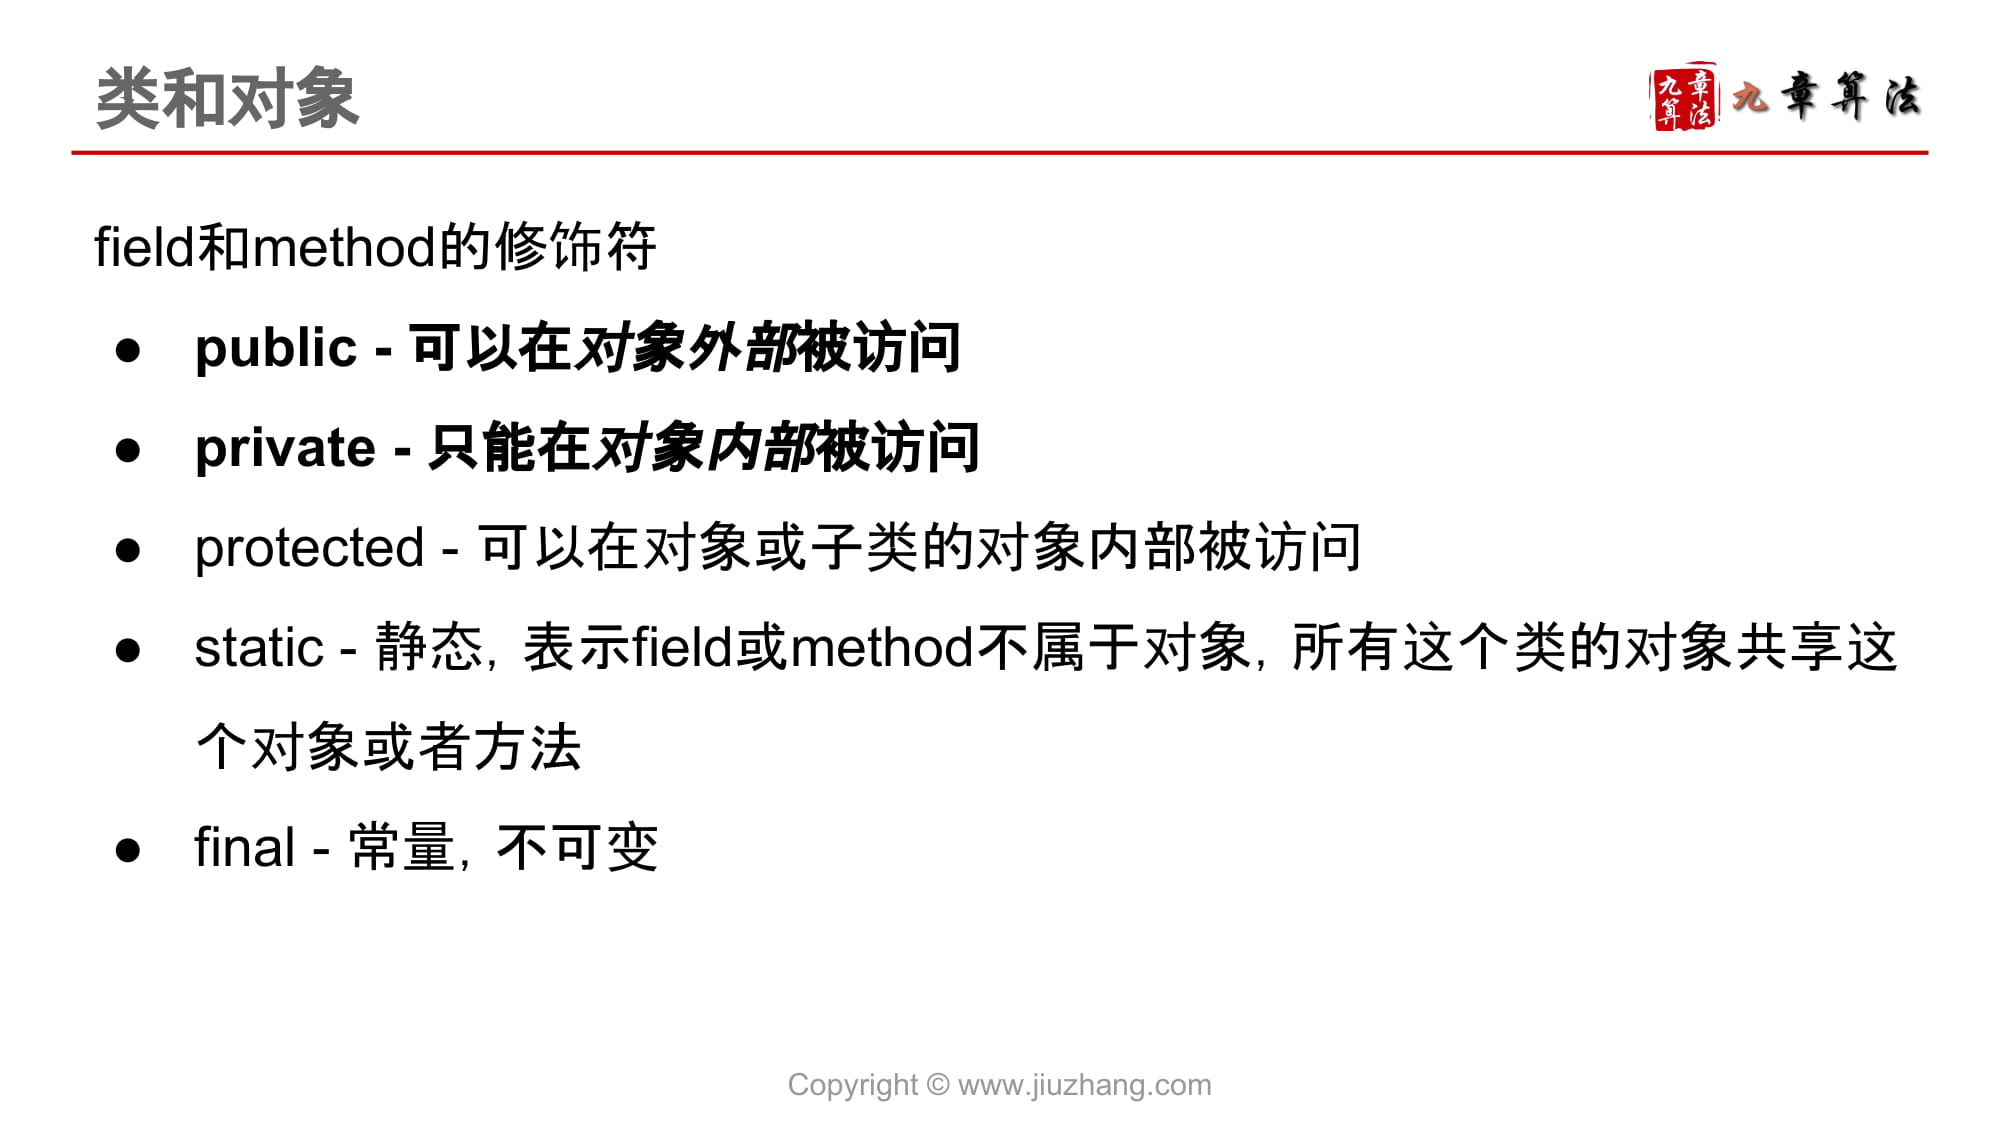 类和对象
九章算法
九章算法
field和method的修饰符
● public - 可以在对象外部被访问
● private - 只能在对象内部被访问
● protected - 可以在对象或子类的对象内部被访问
● static - 静态，表示field或method不属于对象，所有这个类的对象共享这
个对象或者方法
● final - 常量，不可变
Copyright © www.jiuzhang.com